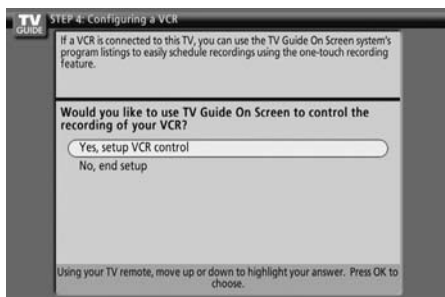 TV
GUIDE
STEP 4: Configuring a VCR
If a VCR is connected to this TV, you can use the TV Guide On Screen system's
program listings to easily schedule recordings using the one-touch recording
feature.
Would you like to use TV Guide On Screen to control the
recording of your VCR?
Yes, setup VCR control
No, end setup
Using your TV remote, move up or down to highlight your answer. Press OK to
choose.